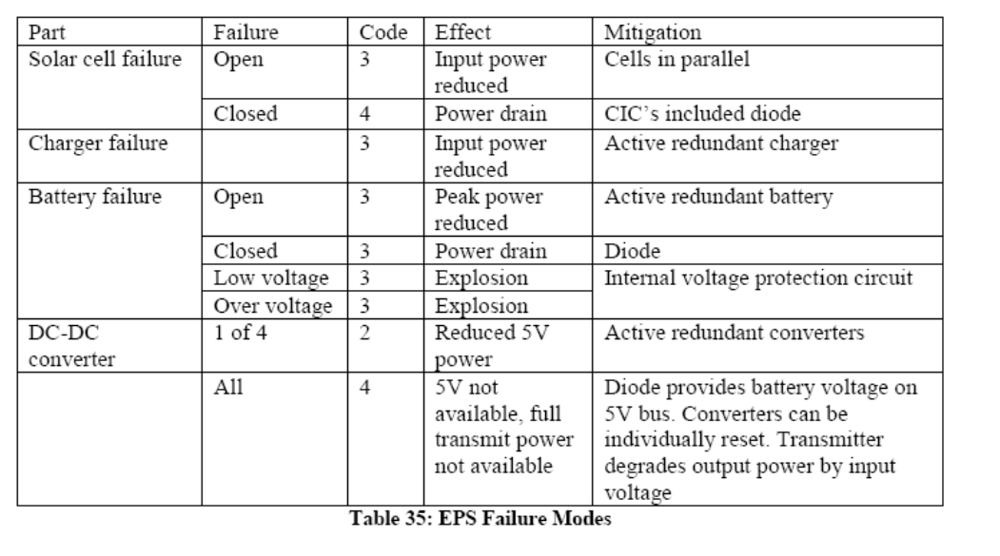 Part Failure Code Effect Mitigation
Solar cell failure Open 3 Input power Cells in parallel
reduced
Closed 4 Power drain CIC's included diode
Charger failure 3 Input power Active redundant charger
reduced
Battery failure Open 3 Peak power Active redundant battery
reduced
Closed 3 Power drain Diode
Low voltage 3 Explosion Internal voltage protection circuit
Over voltage 3 Explosion
DC-DC 1 of 4 2 Reduced 5V Active redundant converters
converter power
All 4 5V not Diode provides battery voltage on
available, full 5V bus. Converters can be
transmit power individually reset. Transmitter
not available degrades output power by input
voltage
Table 35: EPS Failure Modes